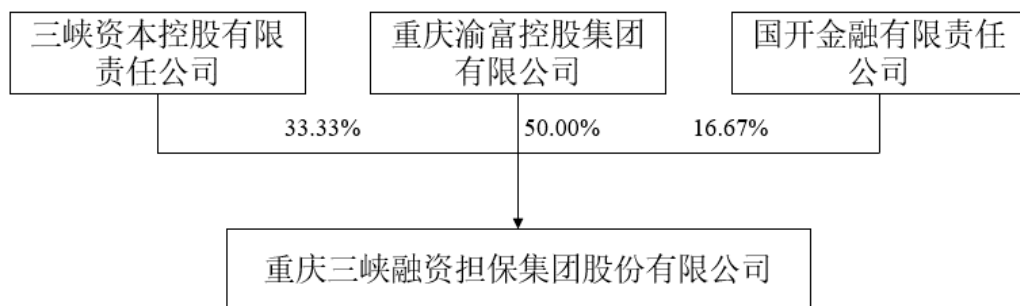 三峡资本控股有限
责任公司
重庆渝富控股集团
有限公司
国开金融有限责任
公司
33.33%
50.00%
16.67%
重庆三峡融资担保集团股份有限公司